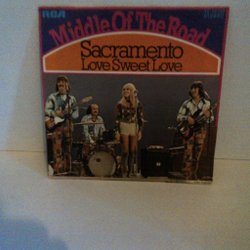 RCA
Middle Of The Road
Sacramento
Love Sweet Love